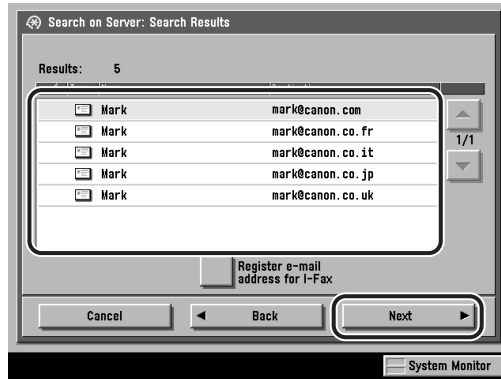 Search on Server: Search Results
Results: 5
Mark mark@canon.com
Mark mark@canon.co.fr
Mark mark@canon.co.it
Mark mark@canon.co.jp
Mark mark@canon.co.uk
1/1
Register e-mail
address for I-Fax
Cancel ◄ Back Next ►
System Monitor